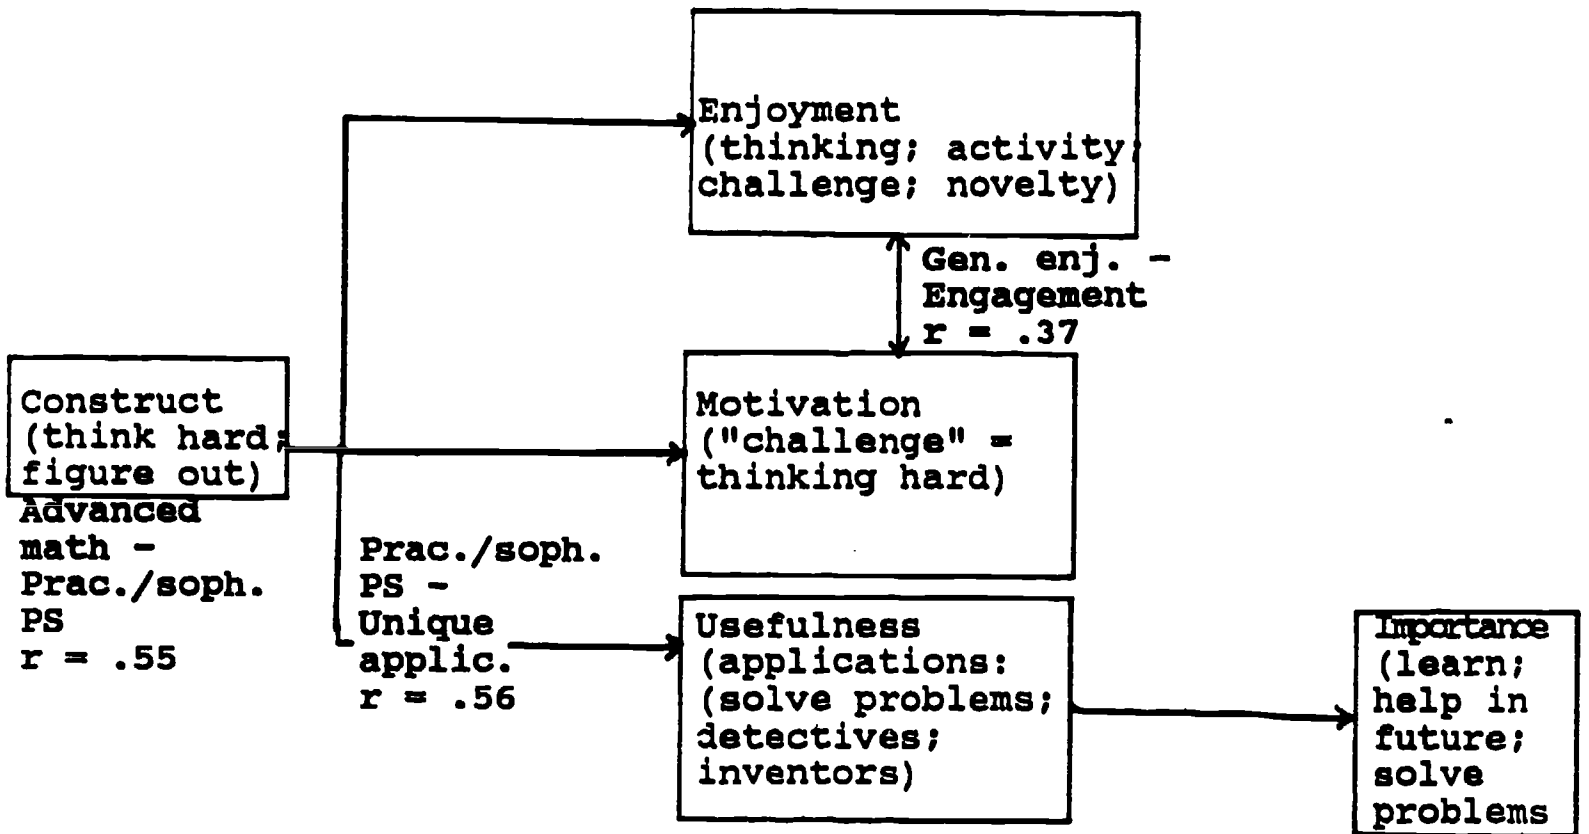 Enjoyment
(thinking; activity;
challenge; novelty)
Gen. enj. -
Engagement
r = .37
Construct
(think hard;
figure out)
Advanced
math -
Prac./soph.
PS
r = .55
Motivation
("challenge" =
thinking hard)
Prac./soph.
PS -
Unique
applic.
r = .56
Usefulness
(applications:
(solve problems;
detectives;
inventors)
Importance
(learn;
help in
future;
solve
problems